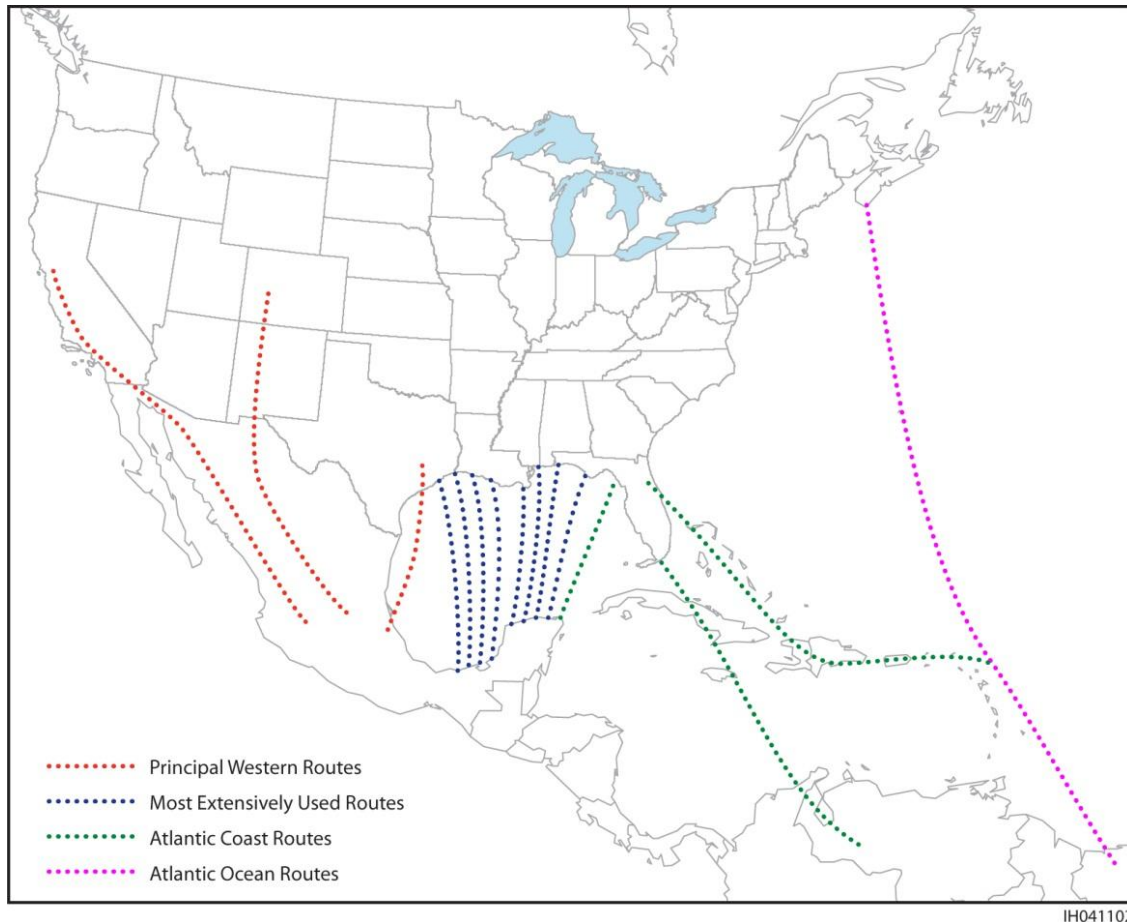 Principal Western Routes
Most Extensively Used Routes
Atlantic Coast Routes
Atlantic Ocean Routes